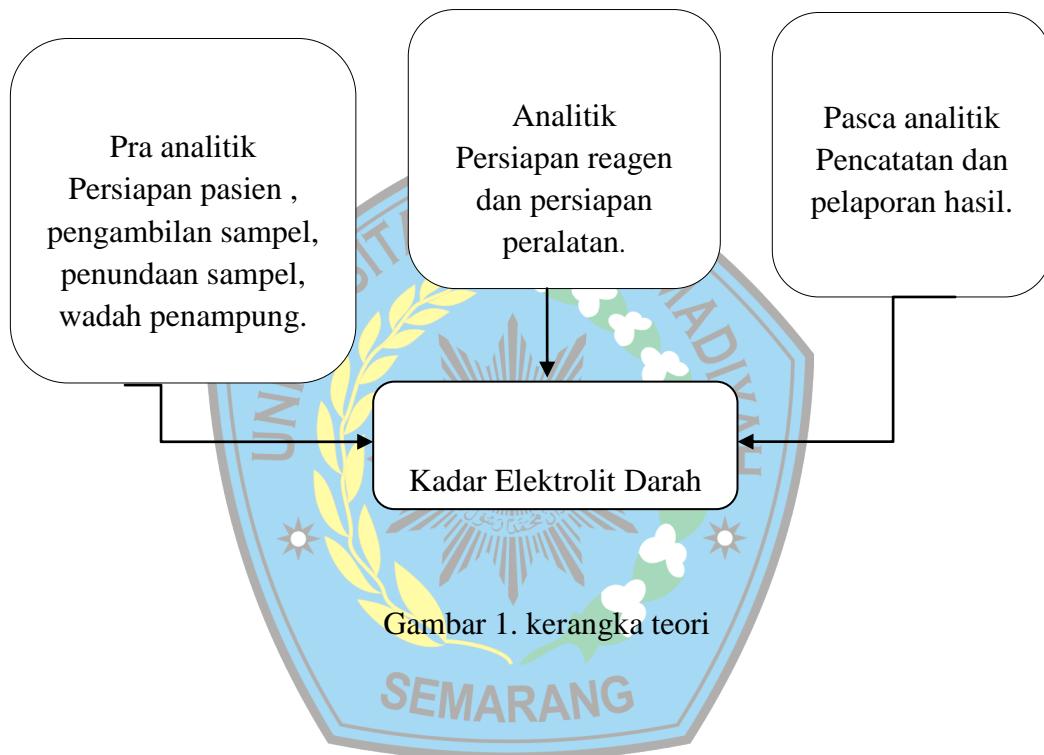 Pra analitik
Persiapan pasien ,
pengambilan sampel,
penundaan sampel,
wadah penampung.
Analitik
Persiapan reagen
dan persiapan
peralatan.
Pasca analitik
Pencatatan dan
pelaporan hasil.
Kadar Elektrolit Darah
Gambar 1. kerangka teori
SEMARANG